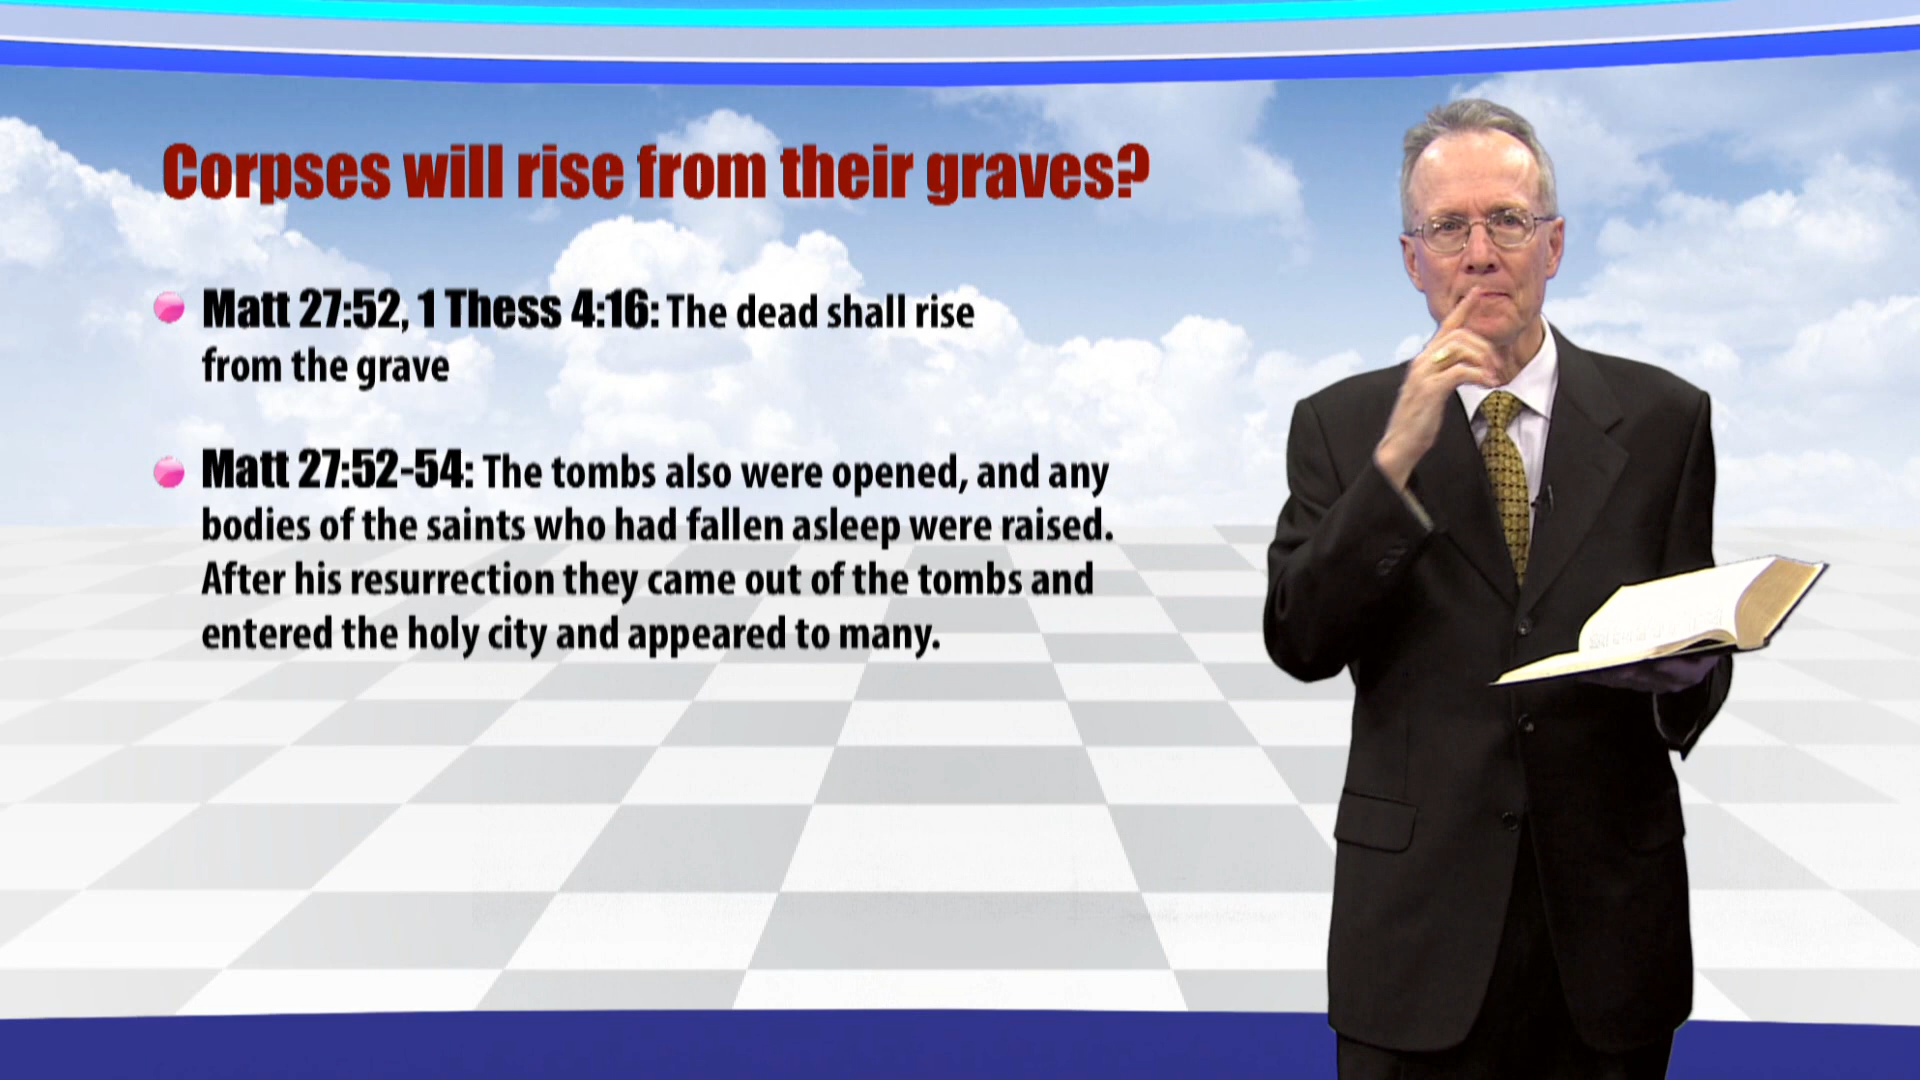 Corpses will rise from their graves?
Matt 27:52, 1 Thess 4:16: The dead shall rise
from the grave
Matt 27:52-54: The tombs also were opened, and any
bodies of the saints who had fallen asleep were raised.
After his resurrection they came out of the tombs and
entered the holy city and appeared to many.